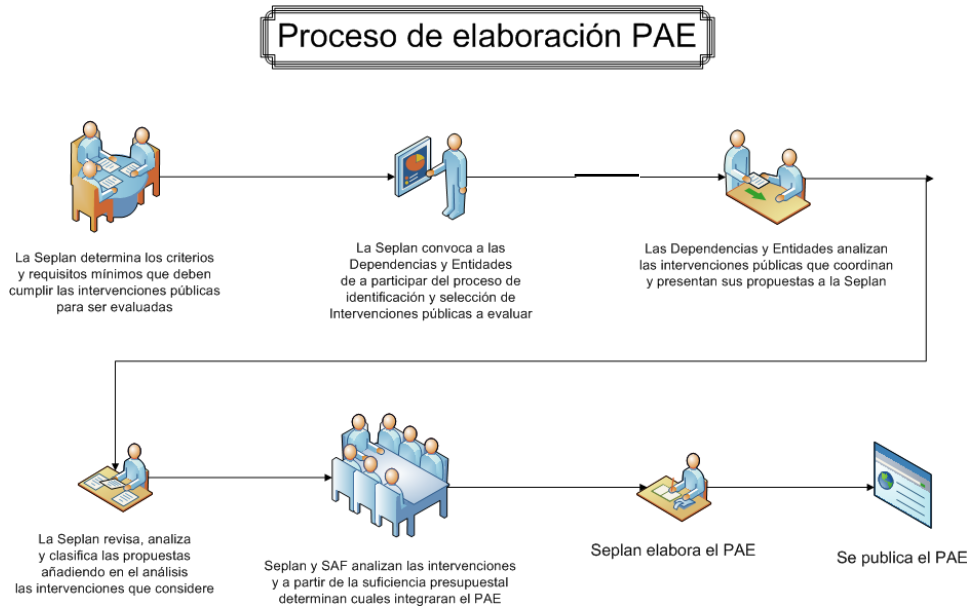 Proceso de elaboración PAE
La Seplan determina los criterios
y requisitos mínimos que deben
cumplir las intervenciones públicas
para ser evaluadas
La Seplan convoca a las
Dependencias y Entidades
de a participar del proceso de
identificación y selección de
Intervenciones públicas a evaluar
Las Dependencias y Entidades analizan
las intervenciones públicas que coordinan
y presentan sus propuestas a la Seplan
La Seplan revisa, analiza
y clasifica las propuestas
añadiendo en el análisis
las intervenciones que considere
Seplan y SAF analizan las intervenciones
y a partir de la suficiencia presupuestal
determinan cuales integraran el PAE
Seplan elabora el PAE
Se publica el PAE